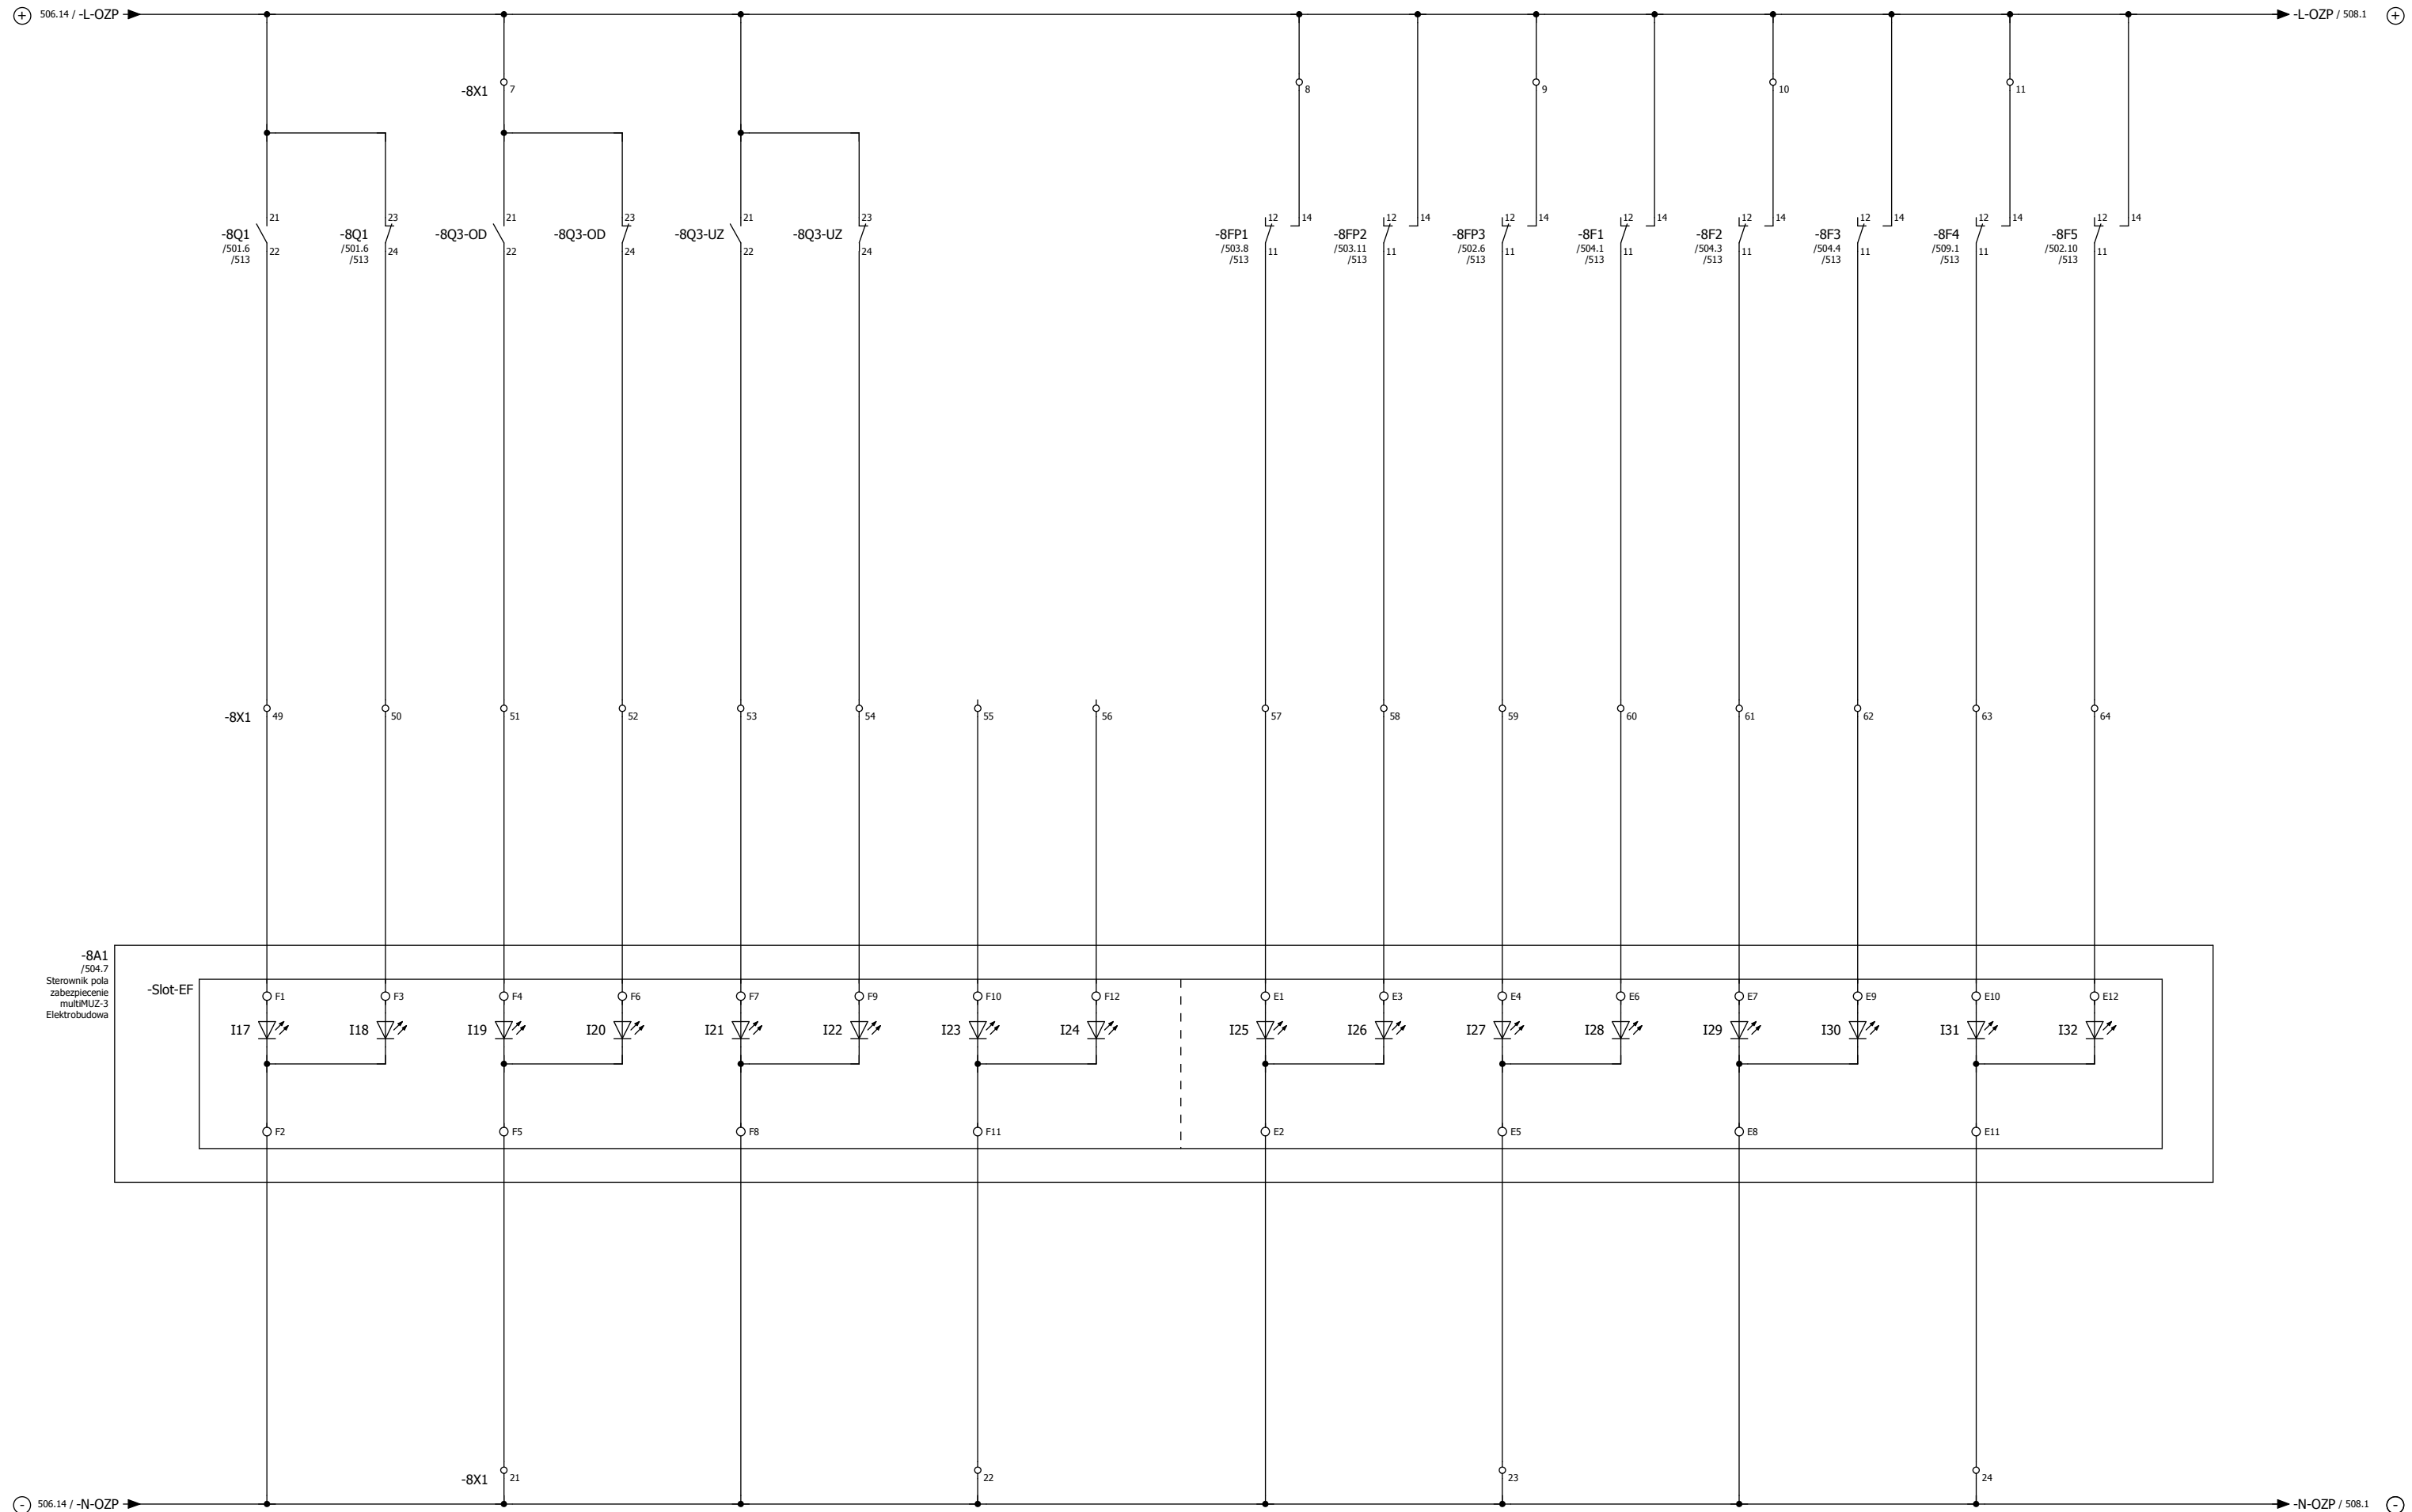 + 506.14 / -L-OZP -L-OZP / 508.1 +
-8X1 7 8 9 10 11
21 23 21 23 21 23 12 14 12 14 12 14 12 14 12 14 12 14 12 14 12 14
-8Q1 -8Q1 -8Q3-OD -8Q3-OD -8Q3-UZ -8Q3-UZ -8FP1 -8FP2 -8FP3 -8F1 -8F2 -8F3 -8F4 -8F5
/501.6 /501.6 /503.8 /503.11 /502.6 /504.1 /504.3 /504.4 /509.1 /502.10
22 24 22 24 22 24 11 11 11 11 11 11 11 11
/513 /513 /513 /513 /513 /513 /513 /513 /513 /513
-8X1 49 50 51 52 53 54 55 56 57 58 59 60 61 62 63 64
-8A1
/504.7
Sterownik pola
zabezpiecenie
multiMUZ-3
Elektrobudowa
-Slot-EF
F1 F3 F4 F6 F7 F9 F10 F12 E1 E3 E4 E6 E7 E9 E10 E12
I17 I18 I19 I20 I21 I22 I23 I24 I25 I26 I27 I28 I29 I30 I31 I32
F2 F5 F8 F11 E2 E5 E8 E11
-8X1 21 22 23 24
- 506.14 / -N-OZP -N-OZP / 508.1 -